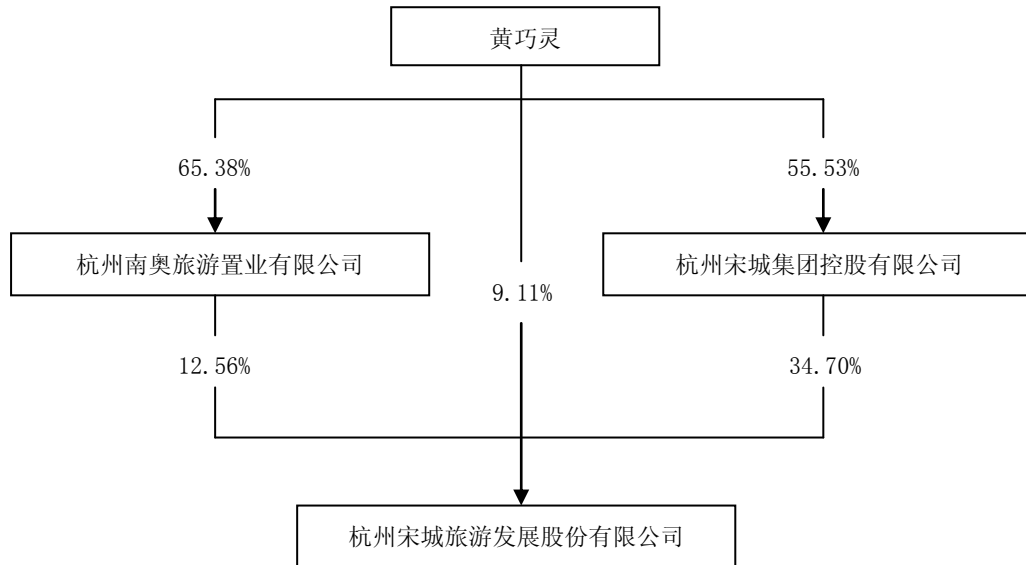 黄巧灵
65.38%
55.53%
杭州南奥旅游置业有限公司
杭州宋城集团控股有限公司
9.11%
12.56%
34.70%
杭州宋城旅游发展股份有限公司